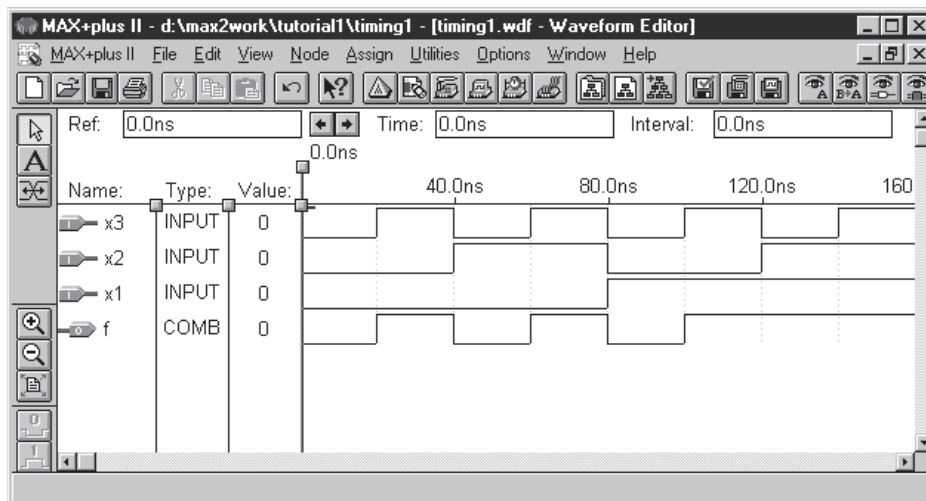 MAX+plus II - d:\max2work\tutorial1\timing1 - [timing1.wdf - Waveform Editor]
MAX+plus II File Edit View Node Assign Utilities Options Window Help
A B+A
Ref: 0.0ns Time: 0.0ns Interval: 0.0ns
0.0ns
A
Name: Type: Value: 40.0ns 80.0ns 120.0ns 160
x3 INPUT 0
x2 INPUT 0
x1 INPUT 0
f COMB 0
0
1